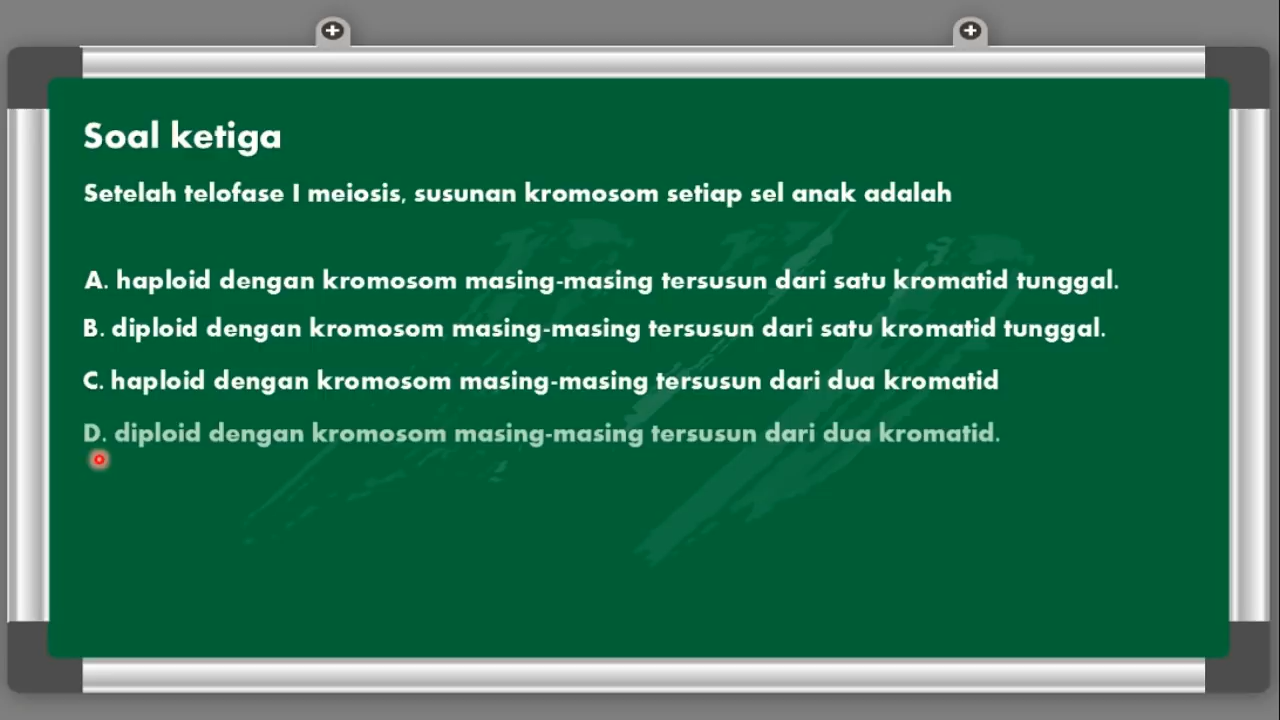 Soal ketiga
Setelah telofase I meiosis, susunan kromosom setiap sel anak adalah
A. haploid dengan kromosom masing-masing tersusun dari satu kromatid tunggal.
B. diploid dengan kromosom masing-masing tersusun dari satu kromatid tunggal.
C. haploid dengan kromosom masing-masing tersusun dari dua kromatid
D. diploid dengan kromosom masing-masing tersusun dari dua kromatid.